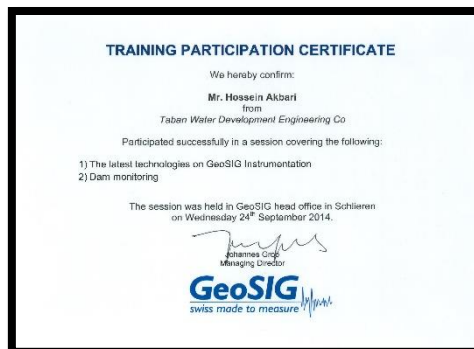 TRAINING PARTICIPATION CERTIFICATE
We hereby confirm:
Mr. Hossein Akbari
from
Taban Water Development Engineering Co
Participated successfully in a session covering the following:
1) The latest technologies on GeoSIG Instrumentation
2) Dam monitoring
The session was held in GeoSIG head office in Schlieren
on Wednesday 24th September 2014.
Johannes
Managing Director
GeoSIG
swiss made to measure